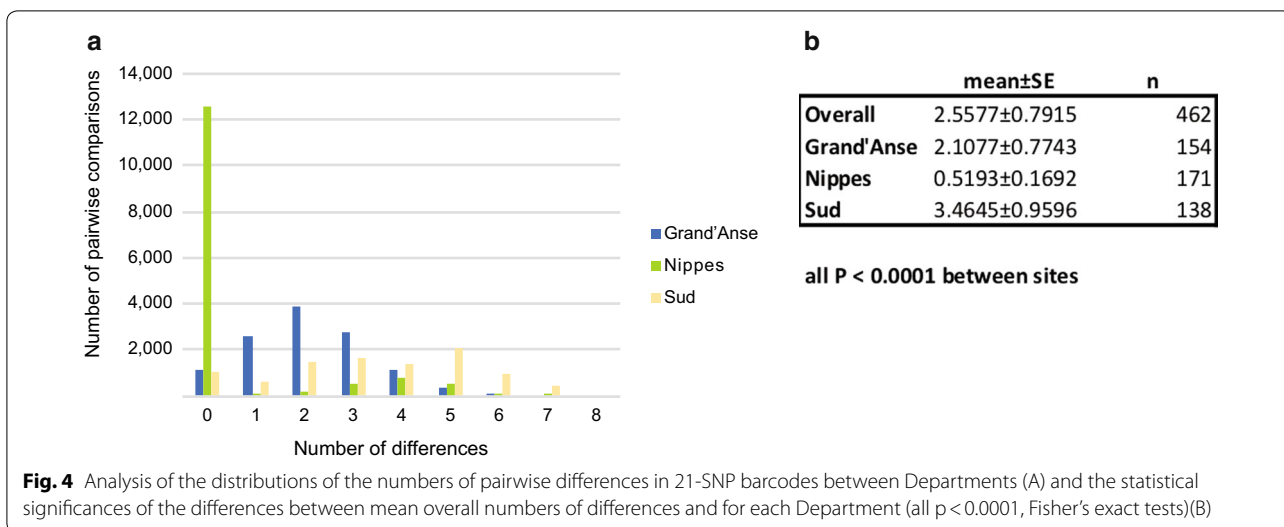 a
14,000
12,000
10,000
8,000
6,000
4,000
2,000
Number of pairwise comparisons
0 1 2 3 4 5 6 7 8
Number of differences
Grand'Anse
Nippes
Sud
b
mean±SE n
Overall 2.5577±0.7915 462
Grand'Anse 2.1077±0.7743 154
Nippes 0.5193±0.1692 171
Sud 3.4645±0.9596 138
all P < 0.0001 between sites
Fig. 4 Analysis of the distributions of the numbers of pairwise differences in 21-SNP barcodes between Departments (A) and the statistical
significances of the differences between mean overall numbers of differences and for each Department (all p < 0.0001, Fisher's exact tests)(B)